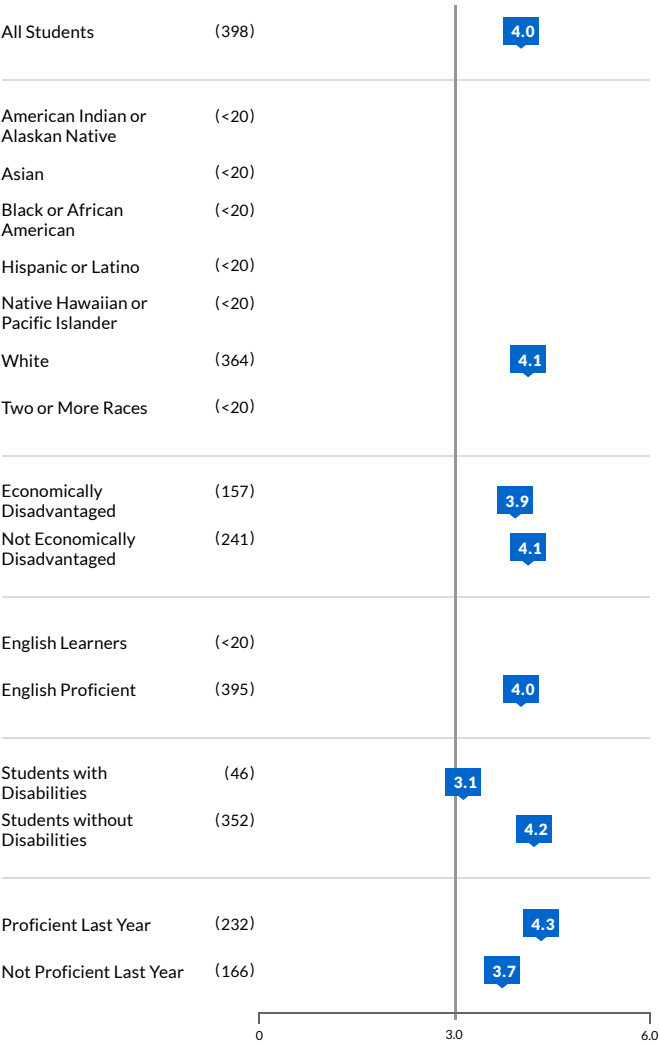 All Students (398) 4.0
American Indian or (<20)
Alaskan Native
Asian (<20)
Black or African (<20)
American
Hispanic or Latino (<20)
Native Hawaiian or (<20)
Pacific Islander
White (364) 4.1
Two or More Races (<20)
Economically (157) 3.9
Disadvantaged
Not Economically (241) 4.1
Disadvantaged
English Learners (<20)
English Proficient (395) 4.0
Students with (46) 3.1
Disabilities
Students without (352) 4.2
Disabilities
Proficient Last Year (232) 4.3
Not Proficient Last Year (166) 3.7
0 3.0 6.0